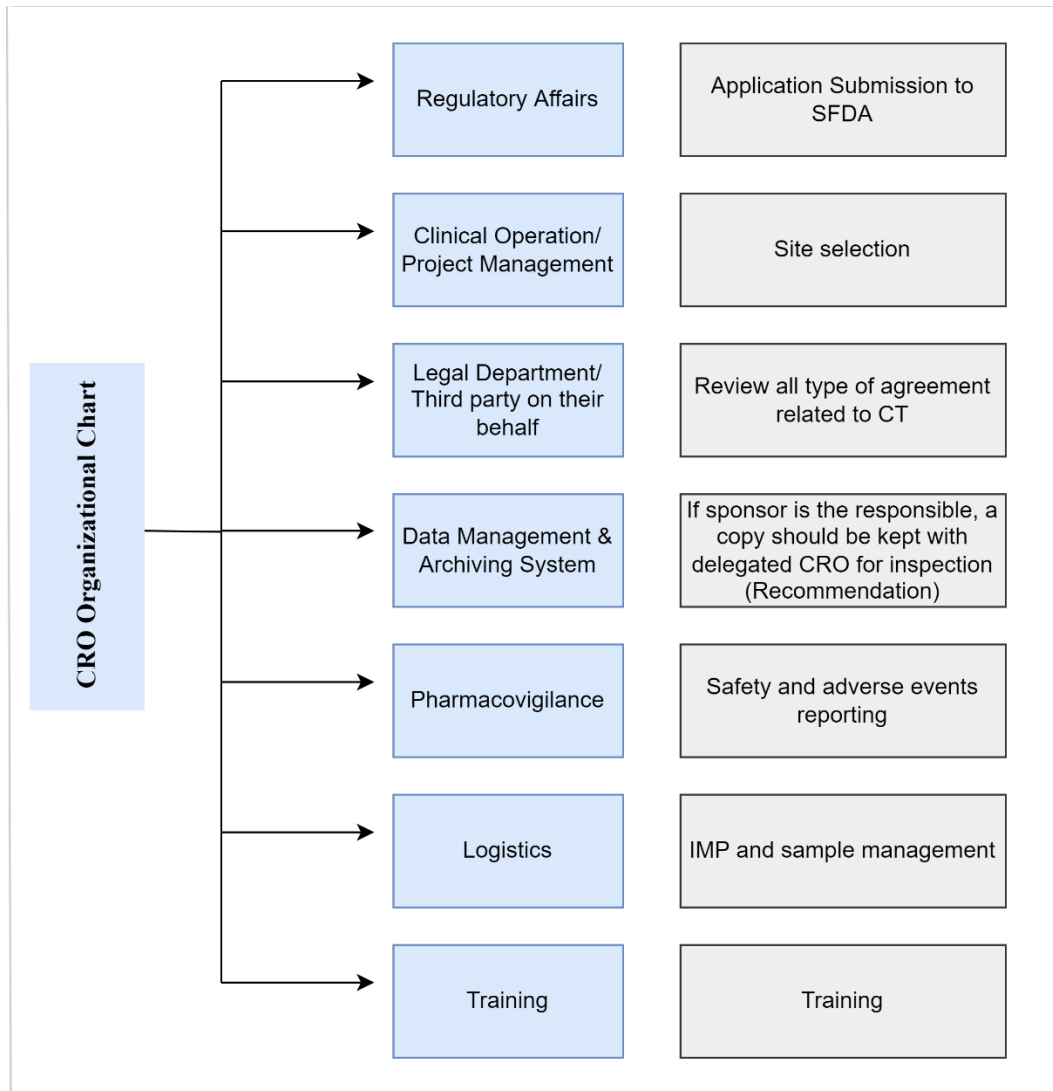 CRO Organizational Chart
Regulatory Affairs
Application Submission to
SFDA
Clinical Operation/
Project Management
Site selection
Legal Department/
Third party on their
behalf
Review all type of agreement
related to CT
Data Management &
Archiving System
If sponsor is the responsible, a
copy should be kept with
delegated CRO for inspection
(Recommendation)
Pharmacovigilance
Safety and adverse events
reporting
Logistics
IMP and sample management
Training
Training